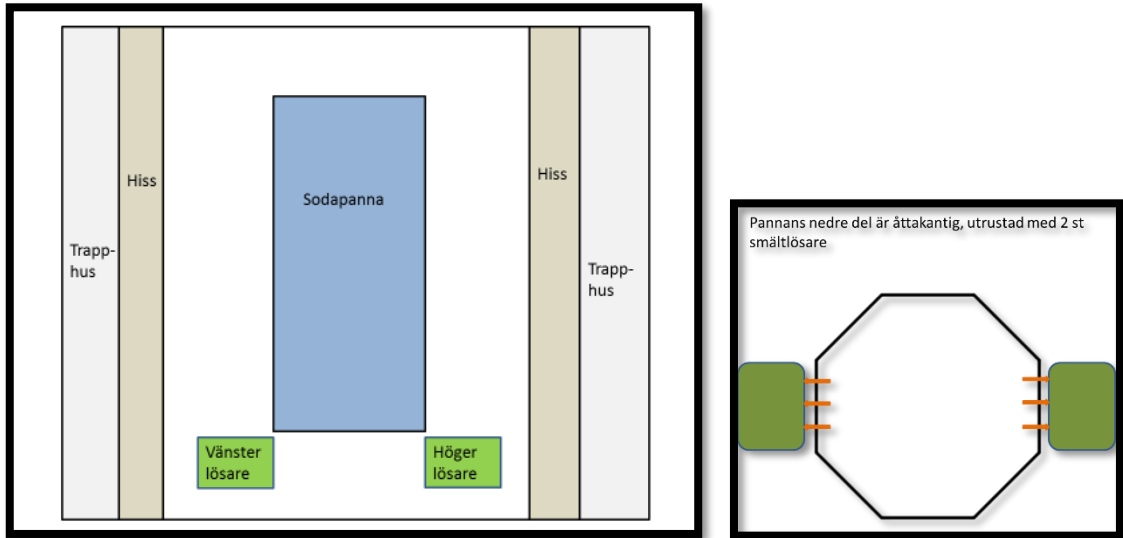 Trapp-
hus
Hiss
Sodapanna
Vänster
lösare
Höger
lösare
Hiss
Trapp-
hus
Pannans nedre del är åttakantig, utrustad med 2 st
smältlösare